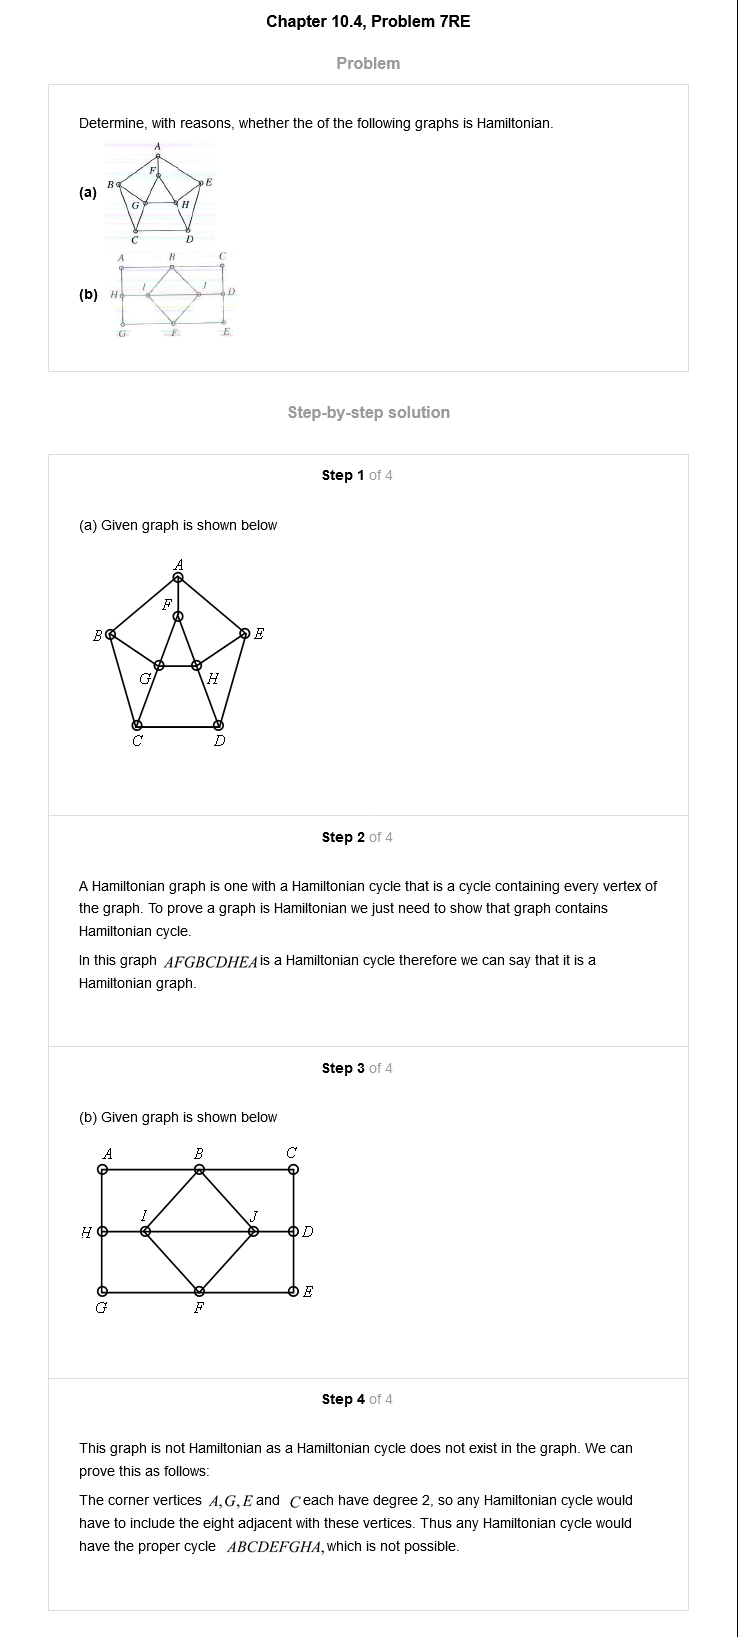 Chapter 10.4, Problem 7RE
Problem
Determine, with reasons, whether the of the following graphs is Hamiltonian.
(a)
A
F
B
E
G
H
C
D
(b)
A
B
C
H
I
J
D
G
F
E
Step-by-step solution
Step 1 of 4
(a) Given graph is shown below
A
F
B
E
G
H
C
D
Step 2 of 4
A Hamiltonian graph is one with a Hamiltonian cycle that is a cycle containing every vertex of
the graph. To prove a graph is Hamiltonian we just need to show that graph contains
Hamiltonian cycle.
In this graph AFGBCDHEA is a Hamiltonian cycle therefore we can say that it is a
Hamiltonian graph.
Step 3 of 4
(b) Given graph is shown below
A B C
I J
H D
E
G F
Step 4 of 4
This graph is not Hamiltonian as a Hamiltonian cycle does not exist in the graph. We can
prove this as follows:
The corner vertices A,G,E and C each have degree 2, so any Hamiltonian cycle would
have to include the eight adjacent with these vertices. Thus any Hamiltonian cycle would
have the proper cycle ABCDEFGHA, which is not possible.